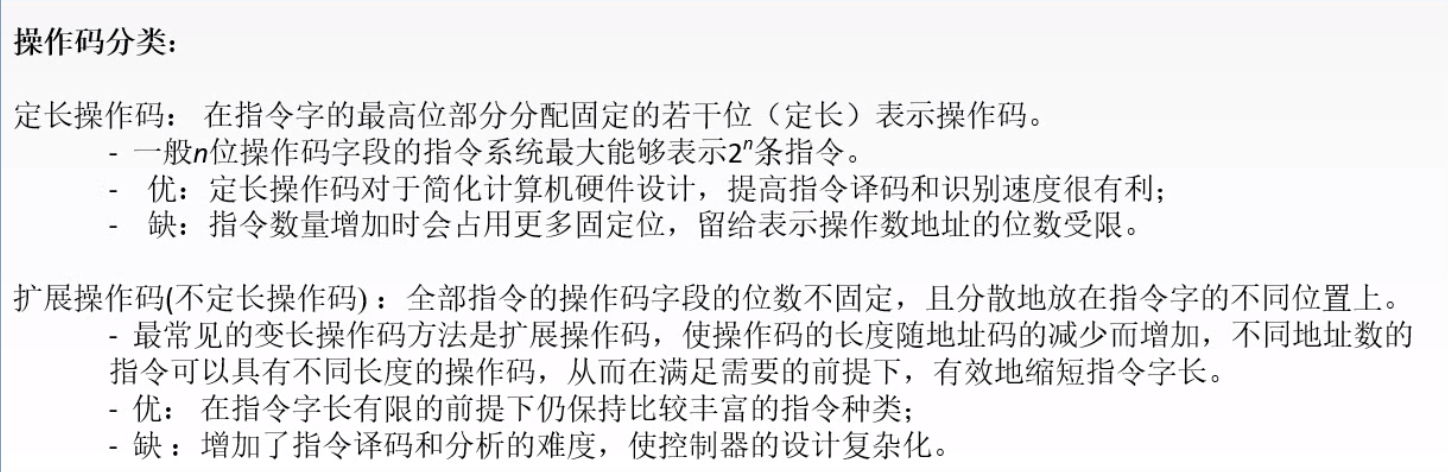 操作码分类：
定长操作码： 在指令字的最高位部分分配固定的若干位（定长）表示操作码。
- 一般n位操作码字段的指令系统最大能够表示2ⁿ条指令。
- 优：定长操作码对于简化计算机硬件设计，提高指令译码和识别速度很有利；
- 缺：指令数量增加时会占用更多固定位，留给表示操作数地址的位数受限。
扩展操作码(不定长操作码)：全部指令的操作码字段的位数不固定，且分散地放在指令字的不同位置上。
- 最常见的变长操作码方法是扩展操作码，使操作码的长度随地址码的减少而增加，不同地址数的
指令可以具有不同长度的操作码，从而在满足需要的前提下，有效地缩短指令字长。
- 优： 在指令字长有限的前提下仍保持比较丰富的指令种类；
- 缺：增加了指令译码和分析的难度，使控制器的设计复杂化。